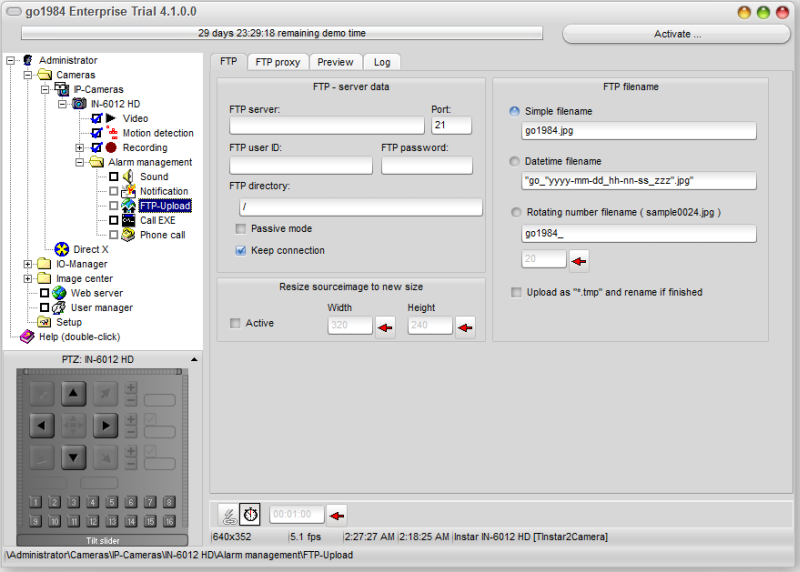 go1984 Enterprise Trial 4.1.0.0
29 days 23:29:18 remaining demo time
Activate ...
Administrator
Cameras
IP-Cameras
IN-6012 HD
Video
Motion detection
Recording
Alarm management
Sound
Notification
FTP-Upload
Call EXE
Phone call
Direct X
IO-Manager
Image center
Web server
User manager
Setup
Help (double-click)
PTZ: IN-6012 HD
1 2 3 4 5 6 7 8
9 10 11 12 13 14 15 16
Tilt slider
FTP
FTP proxy
Preview
Log
FTP - server data
FTP server:
Port:
21
FTP user ID:
FTP password:
FTP directory:
/
Passive mode
Keep connection
Resize sourceimage to new size
Width
Height
Active
320
240
FTP filename
Simple filename
go1984.jpg
Datetime filename
"go_"yyyy-mm-dd_hh-nn-ss_zzz".jpg"
Rotating number filename ( sample0024.jpg )
go1984_
20
Upload as "*.tmp" and rename if finished
00:01:00
640x352
5.1 fps
2:27:27 AM
2:18:25 AM
Instar IN-6012 HD [TInstar2Camera]
\Administrator\Cameras\IP-Cameras\IN-6012 HD\Alarm management\FTP-Upload